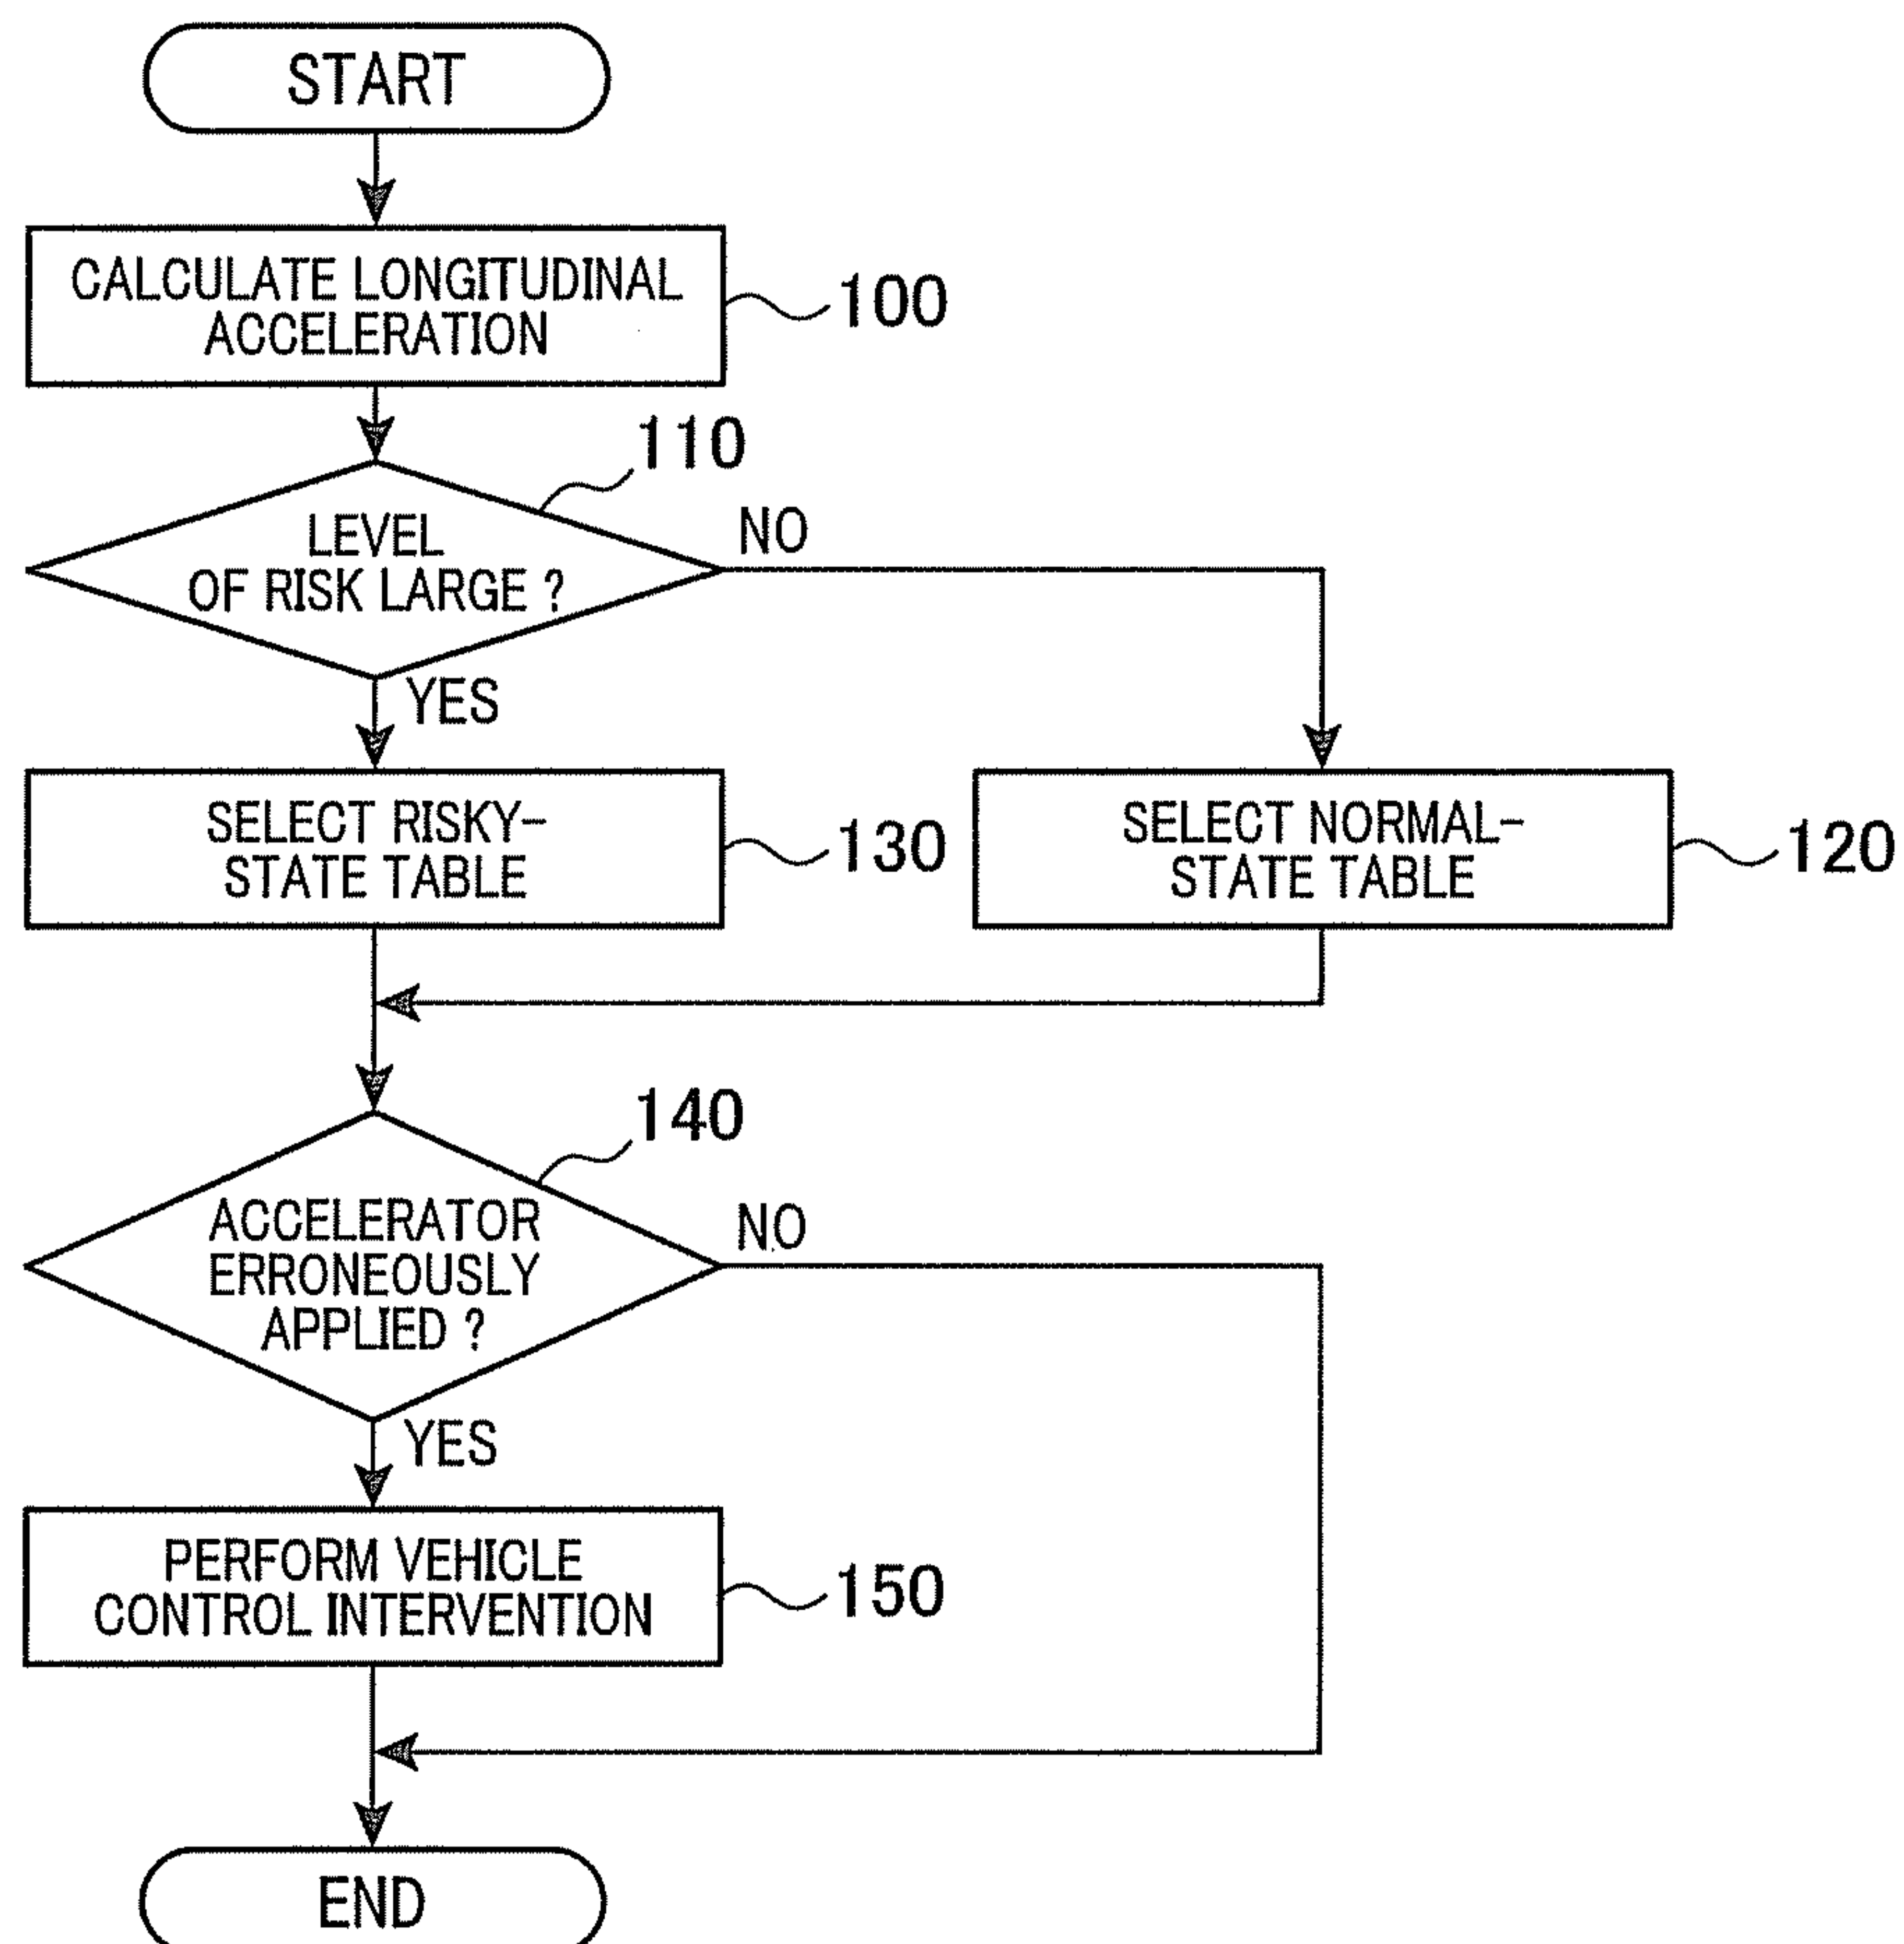 START
CALCULATE LONGITUDINAL
ACCELERATION
100
110
LEVEL
OF RISK LARGE ?
NO
YES
SELECT RISKY-
STATE TABLE
130
SELECT NORMAL-
STATE TABLE
120
140
ACCELERATOR
ERRONEOUSLY
APPLIED ?
NO
YES
PERFORM VEHICLE
CONTROL INTERVENTION
150
END